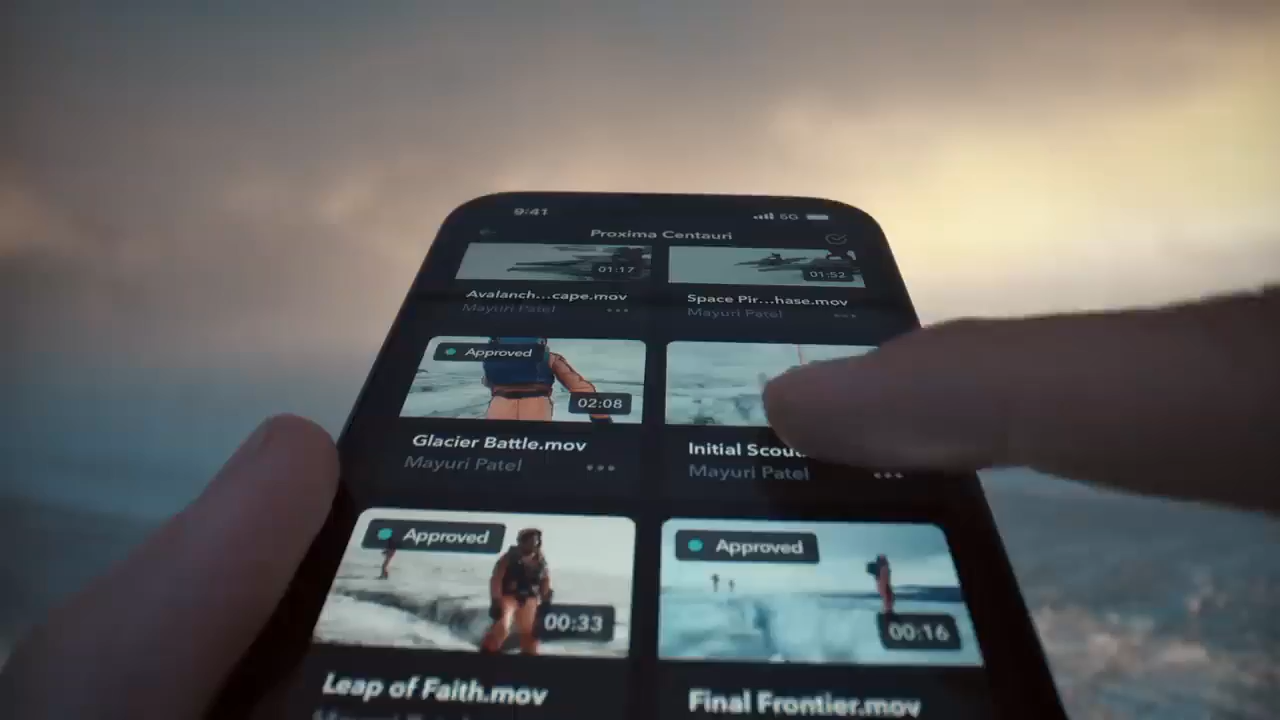 9:41 5G
Proxima Centauri
01:17
01:52
Avalanch...cape.mov
Space Pir...hase.mov
Mayuri Patel
Mayuri Patel
Approved
02:08
Glacier Battle.mov
Initial Scout
Mayuri Patel
Mayuri Patel
Approved
Approved
00:33
00:16
Leap of Faith.mov
Final Frontier.mov